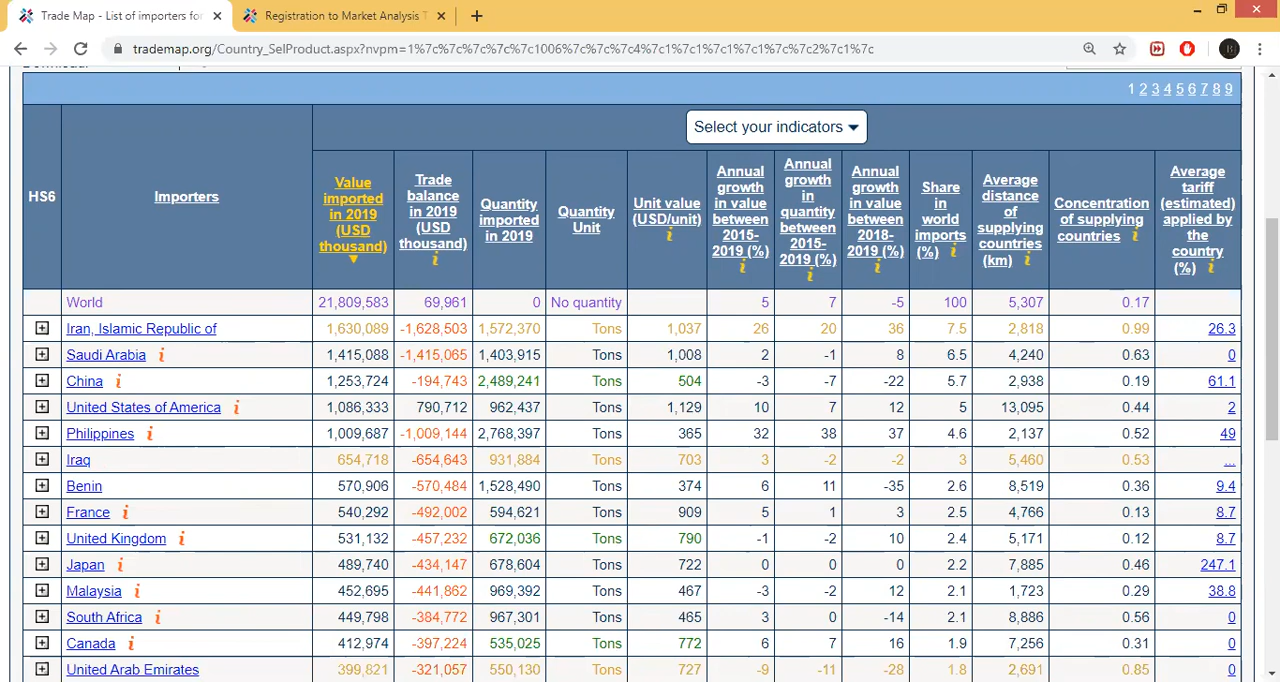 Trade Map - List of importers for
Registration to Market Analysis T
trademap.org/Country_SelProduct.aspx?nvpm=1%7c%7c%7c%7c%7c1006%7c%7c%7c4%7c1%7c1%7c1%7c1%7c%7c2%7c1%7c
1 2 3 4 5 6 7 8 9
Select your indicators
HS6 Importers Value imported in 2019 (USD thousand) Trade balance in 2019 (USD thousand) Quantity imported in 2019 Quantity Unit Unit value (USD/unit) Annual growth in value between 2015-2019 (%) Annual growth in quantity between 2015-2019 (%) Annual growth in value between 2018-2019 (%) Share in world imports (%) Average distance of supplying countries (km) Concentration of supplying countries Average tariff (estimated) applied by the country (%)
World 21,809,583 69,961 0 No quantity 5 7 -5 100 5,307 0.17
Iran, Islamic Republic of 1,630,089 -1,628,503 1,572,370 Tons 1,037 26 20 36 7.5 2,818 0.99 26.3
Saudi Arabia i 1,415,088 -1,415,065 1,403,915 Tons 1,008 2 -1 8 6.5 4,240 0.63 0
China i 1,253,724 -194,743 2,489,241 Tons 504 -3 -7 -22 5.7 2,938 0.19 61.1
United States of America i 1,086,333 790,712 962,437 Tons 1,129 10 7 12 5 13,095 0.44 2
Philippines i 1,009,687 -1,009,144 2,768,397 Tons 365 32 38 37 4.6 2,137 0.52 49
Iraq 654,718 -654,643 931,884 Tons 703 3 -2 -2 3 5,460 0.53 ...
Benin 570,906 -570,484 1,528,490 Tons 374 6 11 -35 2.6 8,519 0.36 9.4
France i 540,292 -492,002 594,621 Tons 909 5 1 3 2.5 4,766 0.13 8.7
United Kingdom i 531,132 -457,232 672,036 Tons 790 -1 -2 10 2.4 5,171 0.12 8.7
Japan i 489,740 -434,147 678,604 Tons 722 0 0 0 2.2 7,885 0.46 247.1
Malaysia i 452,695 -441,862 969,392 Tons 467 -3 -2 12 2.1 1,723 0.29 38.8
South Africa i 449,798 -384,772 967,301 Tons 465 3 0 -14 2.1 8,886 0.56 0
Canada i 412,974 -397,224 535,025 Tons 772 6 7 16 1.9 7,256 0.31 0
United Arab Emirates 399,821 -321,057 550,130 Tons 727 -9 -11 -28 1.8 2,691 0.85 0